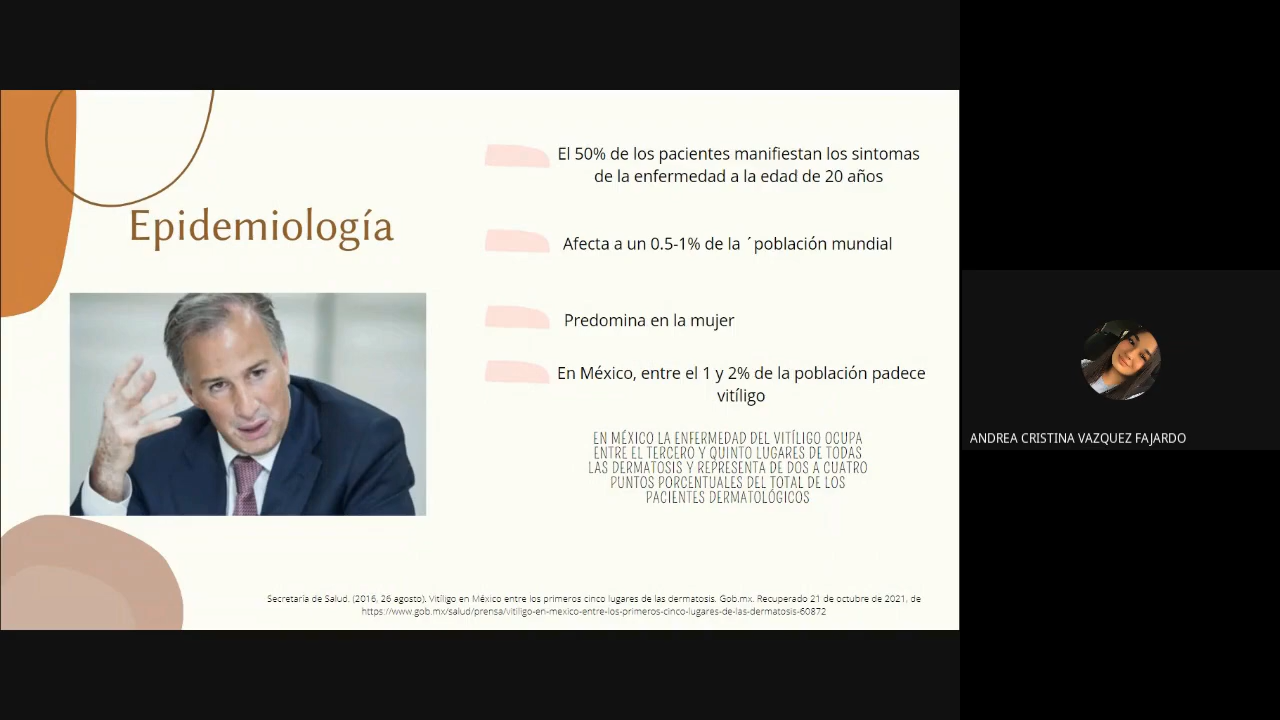 Epidemiología
El 50% de los pacientes manifiestan los sintomas
de la enfermedad a la edad de 20 años
Afecta a un 0.5-1% de la ´población mundial
Predomina en la mujer
En México, entre el 1 y 2% de la población padece
vitíligo
EN MÉXICO LA ENFERMEDAD DEL VITÍLIGO OCUPA
ENTRE EL TERCERO Y QUINTO LUGARES DE TODAS
LAS DERMATOSIS Y REPRESENTA DE DOS A CUATRO
PUNTOS PORCENTUALES DEL TOTAL DE LOS
PACIENTES DERMATOLÓGICOS
Secretaría de Salud. (2016, 26 agosto). Vitíligo en México entre los primeros cinco lugares de las dermatosis. Gob.mx. Recuperado 21 de octubre de 2021, de
https://www.gob.mx/salud/prensa/vitiligo-en-mexico-entre-los-primeros-cinco-lugares-de-las-dermatosis-60872
ANDREA CRISTINA VAZQUEZ FAJARDO